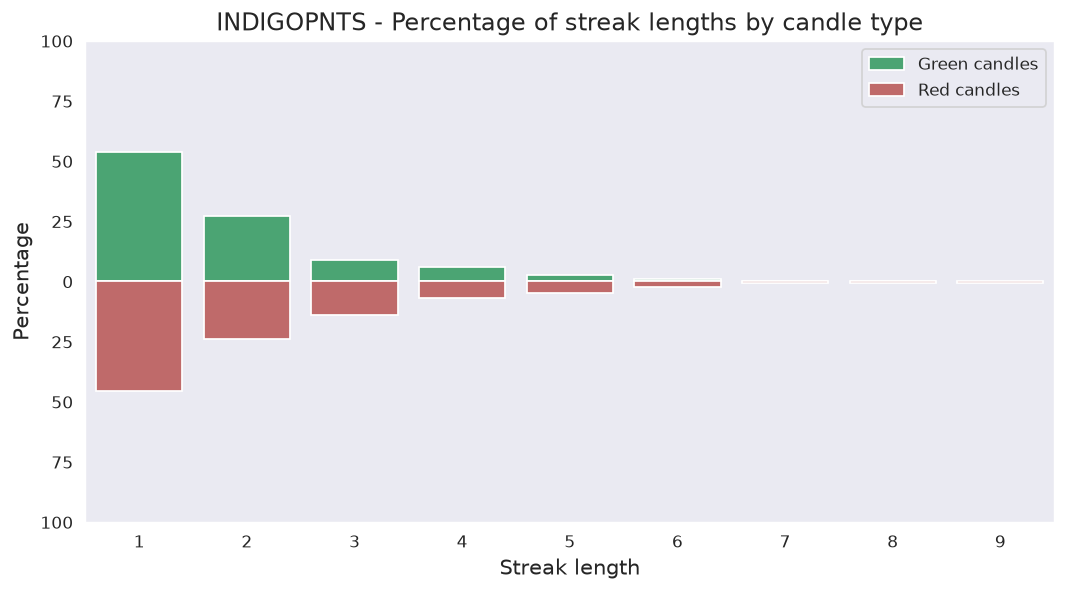 INDIGOPNTS - Percentage of streak lengths by candle type
Green candles
Red candles
Percentage
100
75
50
25
0
25
50
75
100
1 2 3 4 5 6 7 8 9
Streak length